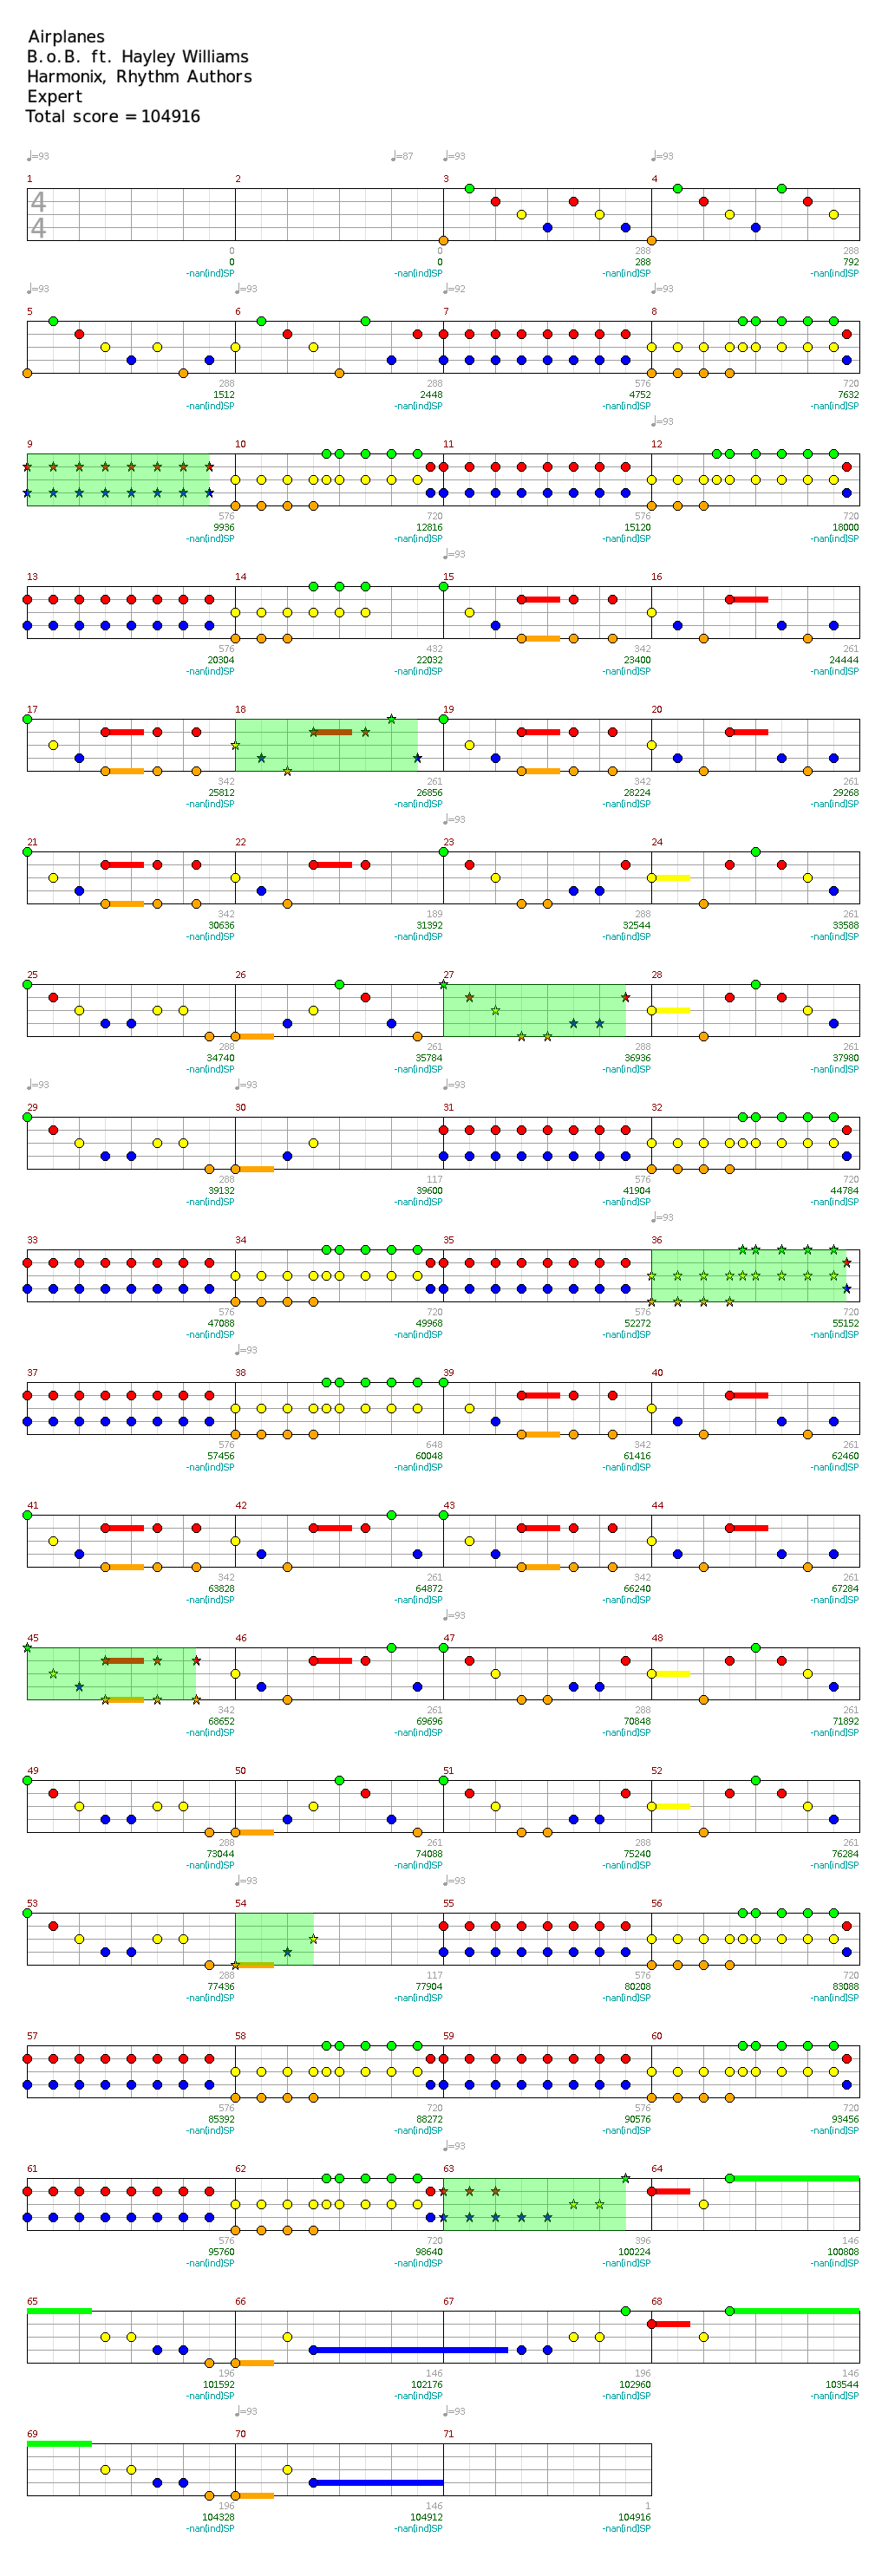 Airplanes
B.o.B. ft. Hayley Williams
Harmonix, Rhythm Authors
Expert
Total score = 104916
♩=93 ♩=87 ♩=93 ♩=93
1 2 3 4
4
4
0 0 288 288
0 0 288 792
-nan(ind)SP -nan(ind)SP -nan(ind)SP -nan(ind)SP
♩=93 ♩=93 ♩=92 ♩=93
5 6 7 8
288 288 576 720
1512 2448 4752 7632
-nan(ind)SP -nan(ind)SP -nan(ind)SP -nan(ind)SP
♩=93
9 10 11 12
576 720 576 720
9936 12816 15120 18000
-nan(ind)SP -nan(ind)SP -nan(ind)SP -nan(ind)SP
♩=93
13 14 15 16
576 432 342 261
20304 22032 23400 24444
-nan(ind)SP -nan(ind)SP -nan(ind)SP -nan(ind)SP
17 18 19 20
342 261 342 261
25812 26856 28224 29268
-nan(ind)SP -nan(ind)SP -nan(ind)SP -nan(ind)SP
♩=93
21 22 23 24
342 189 288 261
30636 31392 32544 33588
-nan(ind)SP -nan(ind)SP -nan(ind)SP -nan(ind)SP
25 26 27 28
288 261 288 261
34740 35784 36936 37980
-nan(ind)SP -nan(ind)SP -nan(ind)SP -nan(ind)SP
♩=93 ♩=93 ♩=93
29 30 31 32
288 117 576 720
39132 39600 41904 44784
-nan(ind)SP -nan(ind)SP -nan(ind)SP -nan(ind)SP
♩=93
33 34 35 36
576 720 576 720
47088 49968 52272 55152
-nan(ind)SP -nan(ind)SP -nan(ind)SP -nan(ind)SP
♩=93
37 38 39 40
576 648 342 261
57456 60048 61416 62460
-nan(ind)SP -nan(ind)SP -nan(ind)SP -nan(ind)SP
41 42 43 44
342 261 342 261
63828 64872 66240 67284
-nan(ind)SP -nan(ind)SP -nan(ind)SP -nan(ind)SP
♩=93
45 46 47 48
342 261 288 261
68652 69696 70848 71892
-nan(ind)SP -nan(ind)SP -nan(ind)SP -nan(ind)SP
49 50 51 52
288 261 288 261
73044 74088 75240 76284
-nan(ind)SP -nan(ind)SP -nan(ind)SP -nan(ind)SP
♩=93 ♩=93
53 54 55 56
288 117 576 720
77436 77904 80208 83088
-nan(ind)SP -nan(ind)SP -nan(ind)SP -nan(ind)SP
57 58 59 60
576 720 576 720
85392 88272 90576 93456
-nan(ind)SP -nan(ind)SP -nan(ind)SP -nan(ind)SP
♩=93
61 62 63 64
576 720 396 146
95760 98640 100224 100808
-nan(ind)SP -nan(ind)SP -nan(ind)SP -nan(ind)SP
65 66 67 68
196 146 196 146
101592 102176 102960 103544
-nan(ind)SP -nan(ind)SP -nan(ind)SP -nan(ind)SP
♩=93 ♩=93
69 70 71
196 146 1
104328 104912 104916
-nan(ind)SP -nan(ind)SP -nan(ind)SP